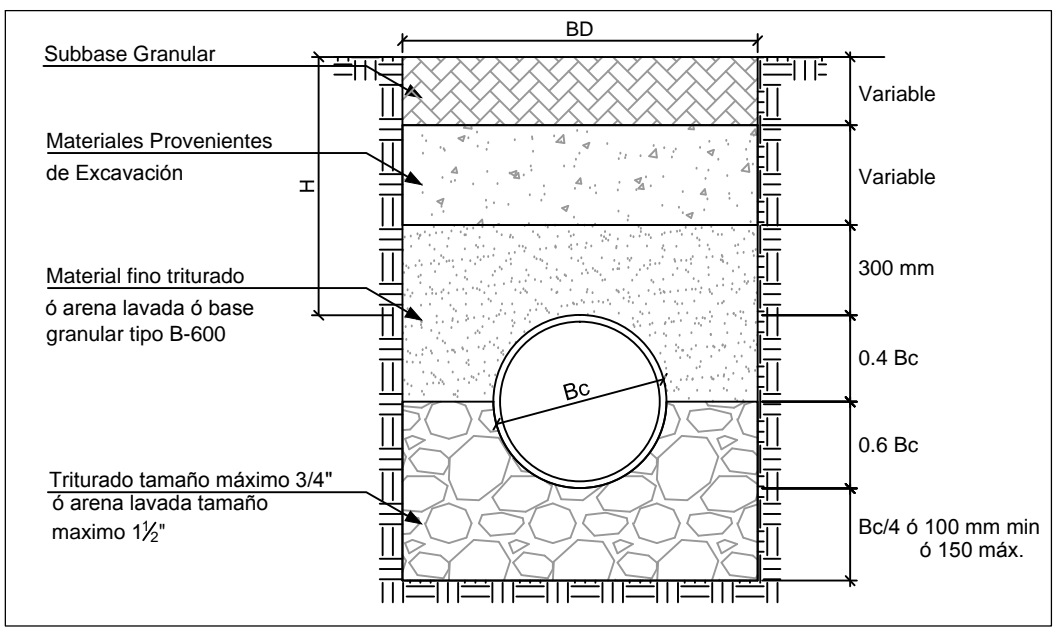 BD
Subbase Granular
Variable
Materiales Provenientes
de Excavación
Variable
H
Material fino triturado
ó arena lavada ó base
granular tipo B-600
300 mm
0.4 Bc
Bc
0.6 Bc
Triturado tamaño máximo 3/4"
ó arena lavada tamaño
maximo 1½"
Bc/4 ó 100 mm min
ó 150 máx.